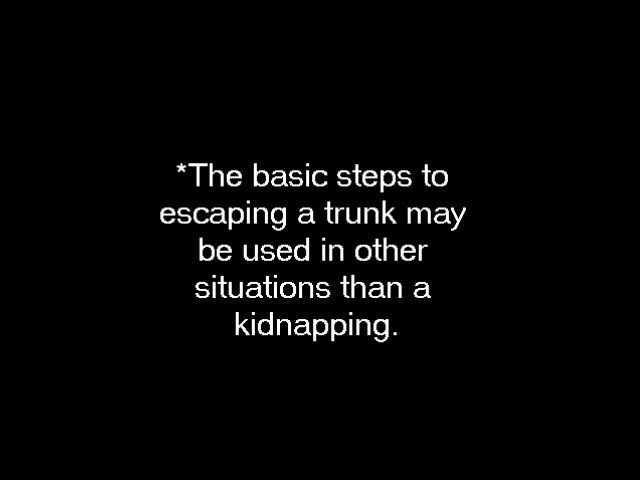 *The basic steps to
escaping a trunk may
be used in other
situations than a
kidnapping.